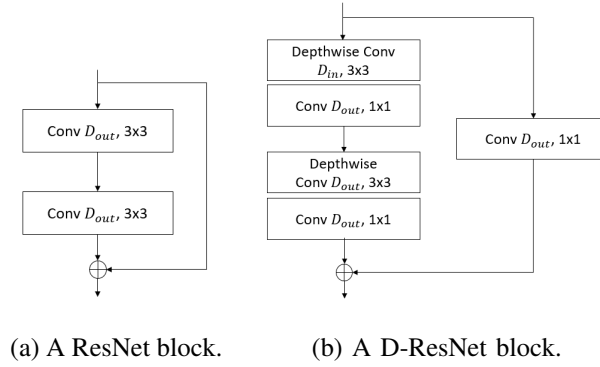 Conv D_out, 3x3
Conv D_out, 3x3
Depthwise Conv
D_in, 3x3
Conv D_out, 1x1
Depthwise
Conv D_out, 3x3
Conv D_out, 1x1
Conv D_out, 1x1
(a) A ResNet block.
(b) A D-ResNet block.